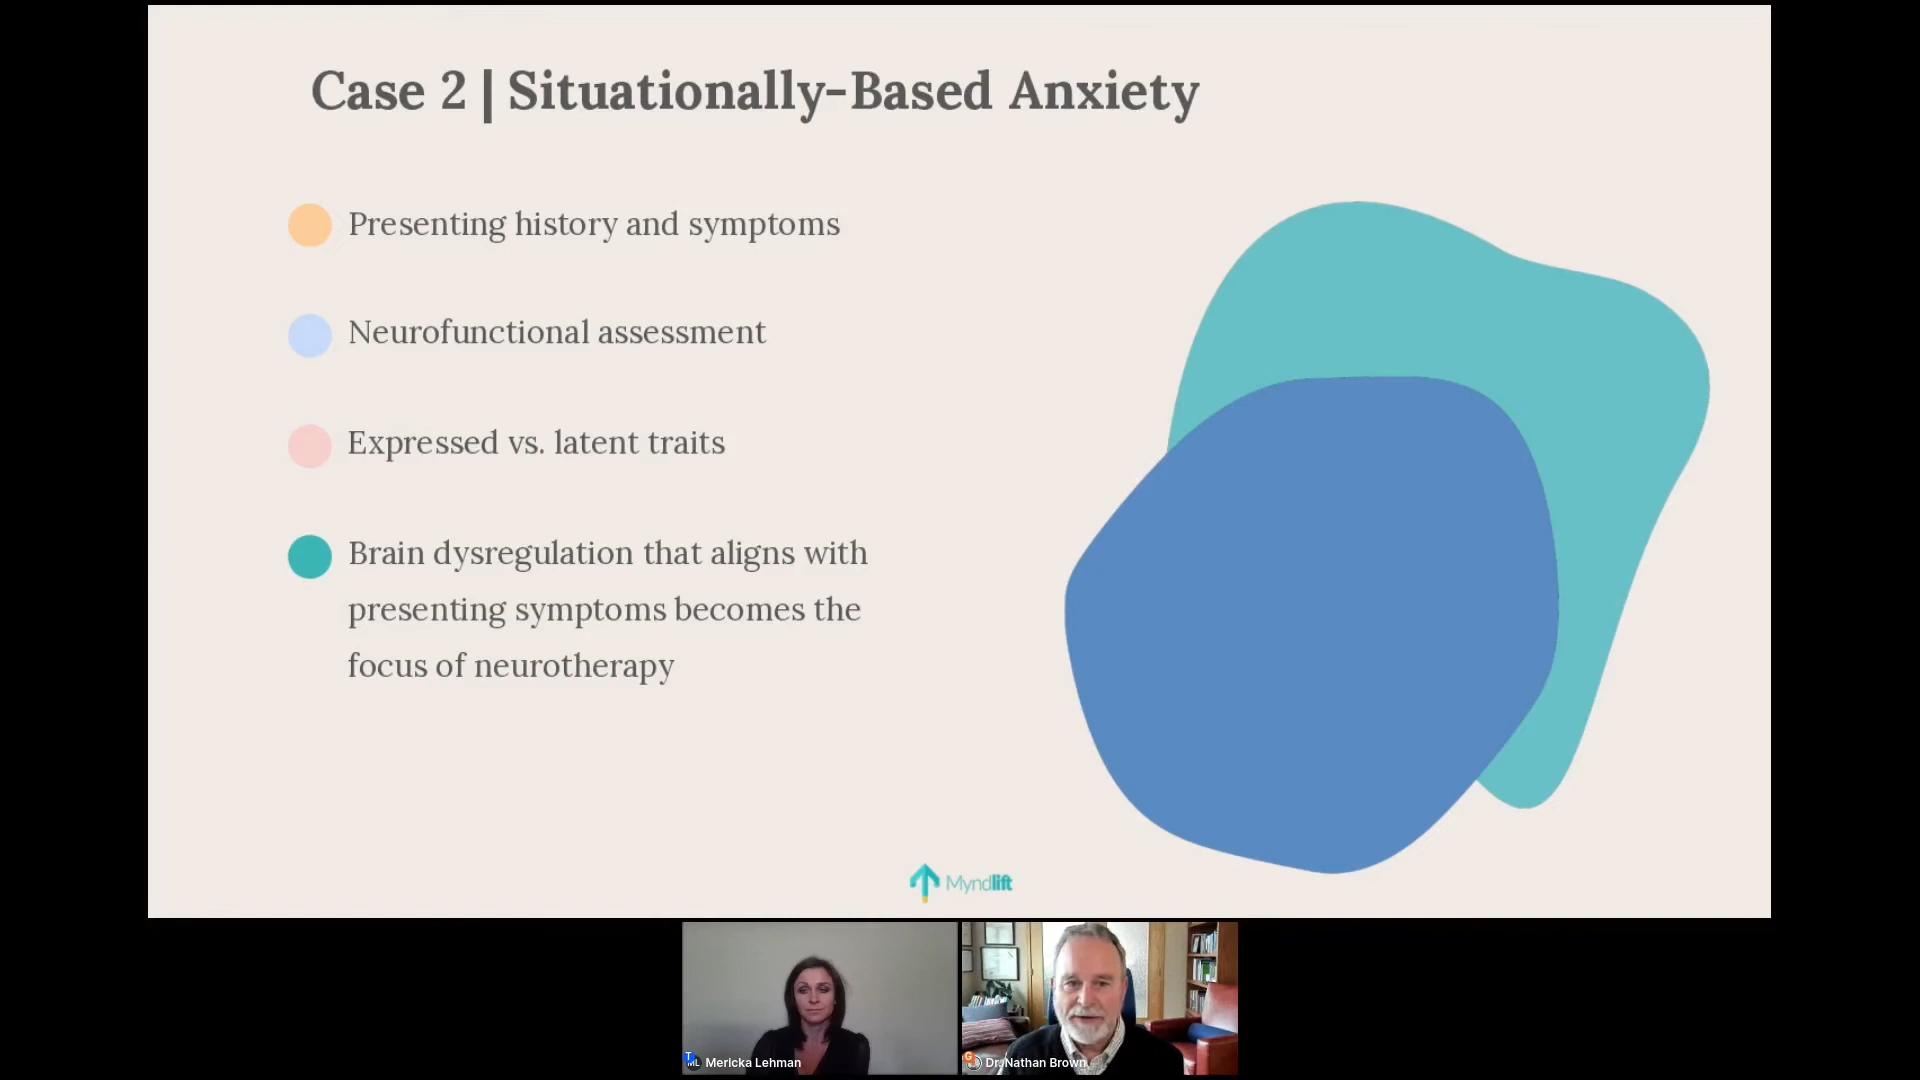 Case 2 | Situationally-Based Anxiety
Presenting history and symptoms
Neurofunctional assessment
Expressed vs. latent traits
Brain dysregulation that aligns with
presenting symptoms becomes the
focus of neurotherapy
Myndlift
T
ML Mericka Lehman
G
Dr. Nathan Brown